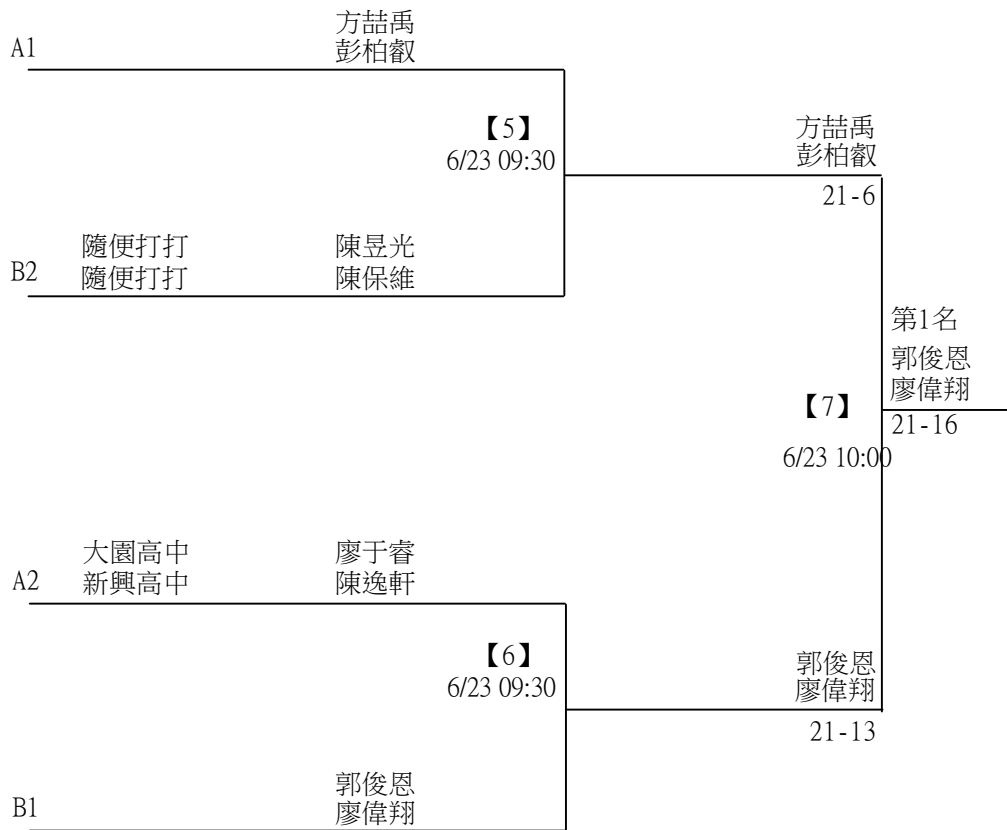 方喆禹
A1 彭柏叡
【5】
6/23 09:30
方喆禹
彭柏叡
21-6
隨便打打 陳昱光
B2 隨便打打 陳保維
第1名
郭俊恩
廖偉翔
【7】
21-16
6/23 10:00
大園高中 廖于睿
A2 新興高中 陳逸軒
【6】
6/23 09:30
郭俊恩
廖偉翔
21-13
郭俊恩
B1 廖偉翔